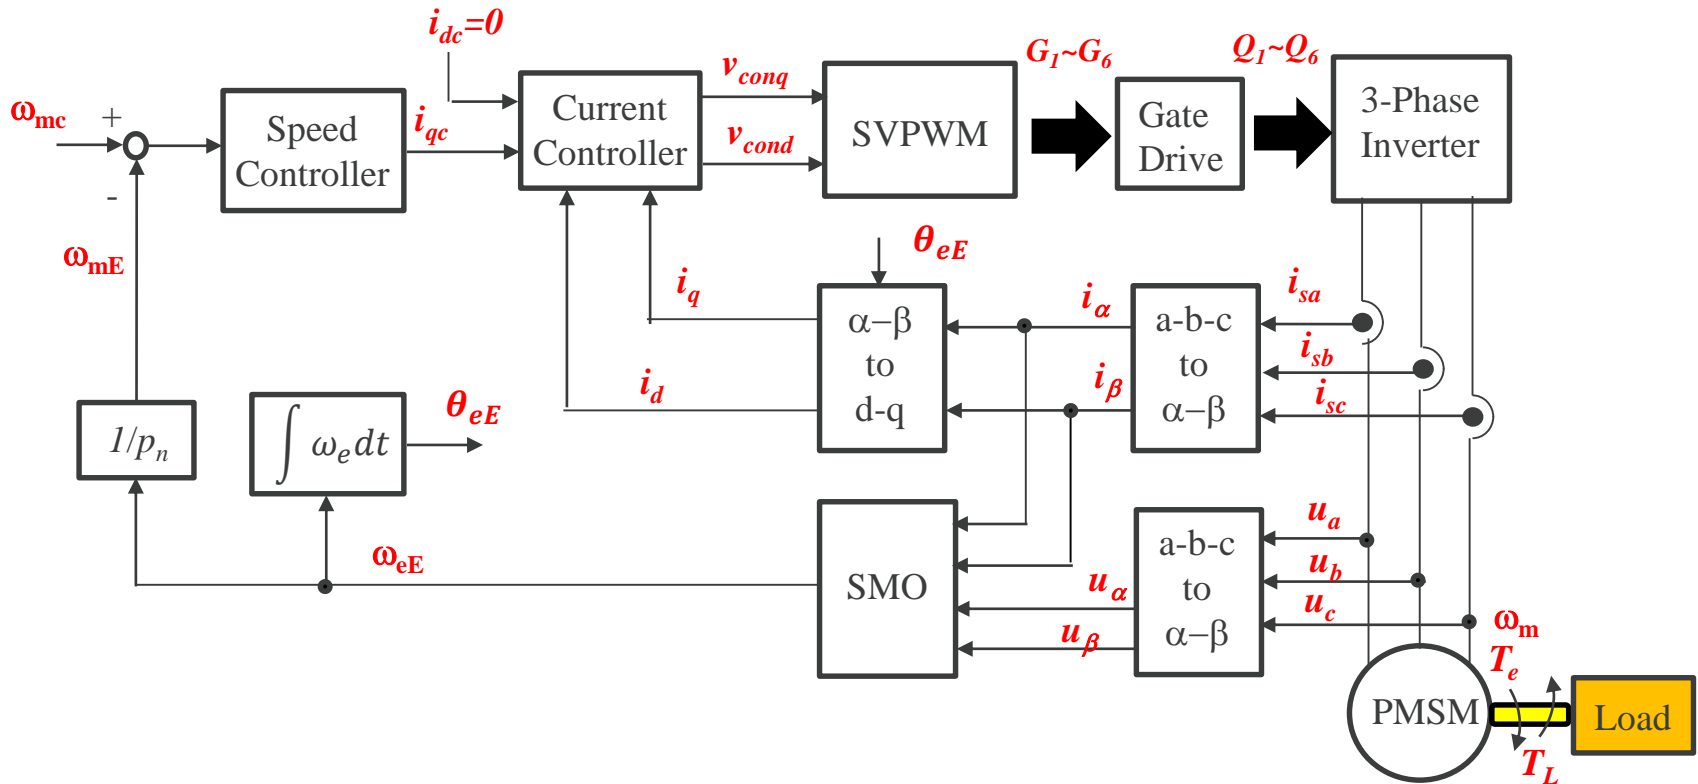 i_dc=0
ω_mc
+
-
Speed
Controller
i_qc
Current
Controller
v_conq
v_cond
SVPWM
G_1~G_6
Gate
Drive
Q_1~Q_6
3-Phase
Inverter
ω_mE
θ_eE
i_q
i_d
α−β
to
d-q
i_α
i_β
a-b-c
to
α−β
i_sa
i_sb
i_sc
1/p_n
∫ ω_e dt
θ_eE
ω_eE
SMO
u_α
u_β
a-b-c
to
α−β
u_a
u_b
u_c
ω_m
T_e
PMSM
T_L
Load